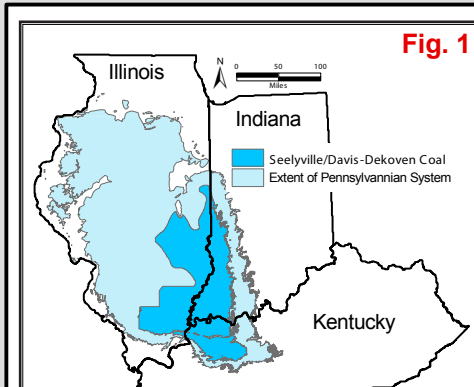 Fig. 1
Illinois
N
0 50 100
Miles
Indiana
Seelyville/Davis-Dekoven Coal
Extent of Pennsylvannian System
Kentucky